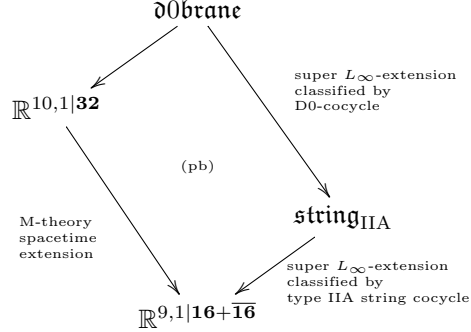 𝔡0𝔟𝔯𝔞𝔫𝔢
super L∞-extension
classified by
D0-cocycle
ℝ^{10,1|32}
(pb)
M-theory
spacetime
extension
𝔰𝔱𝔯𝔦𝔫𝔤_{IIA}
super L∞-extension
classified by
type IIA string cocycle
ℝ^{9,1|16+\overline{16}}